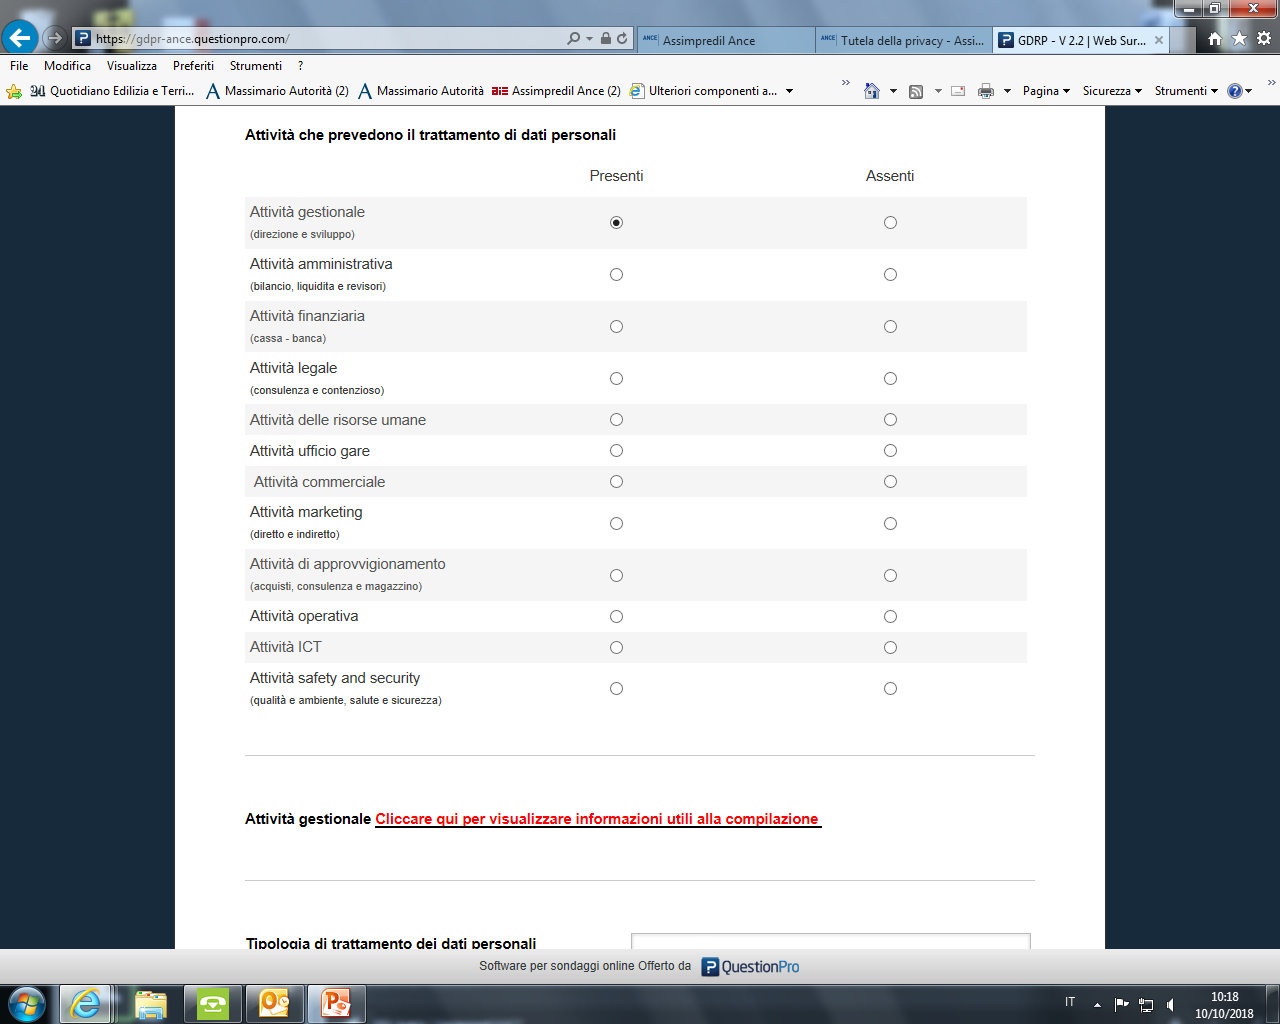 https://gdpr-ance.questionpro.com/
ANCE Assimpredil Ance
ANCE Tutela della privacy - Assi...
GDRP - V 2.2 | Web Sur...
File Modifica Visualizza Preferiti Strumenti ?
24 Quotidiano Edilizia e Terri... Massimario Autorità (2) Massimario Autorità Assimpredil Ance (2) Ulteriori componenti a... Pagina Sicurezza Strumenti
Attività che prevedono il trattamento di dati personali
Presenti Assenti
Attività gestionale
(direzione e sviluppo)
Attività amministrativa
(bilancio, liquidita e revisori)
Attività finanziaria
(cassa - banca)
Attività legale
(consulenza e contenzioso)
Attività delle risorse umane
Attività ufficio gare
Attività commerciale
Attività marketing
(diretto e indiretto)
Attività di approvvigionamento
(acquisti, consulenza e magazzino)
Attività operativa
Attività ICT
Attività safety and security
(qualità e ambiente, salute e sicurezza)
Attività gestionale Cliccare qui per visualizzare informazioni utili alla compilazione
Tipologia di trattamento dei dati personali
Software per sondaggi online Offerto da QuestionPro
IT
10:18
10/10/2018